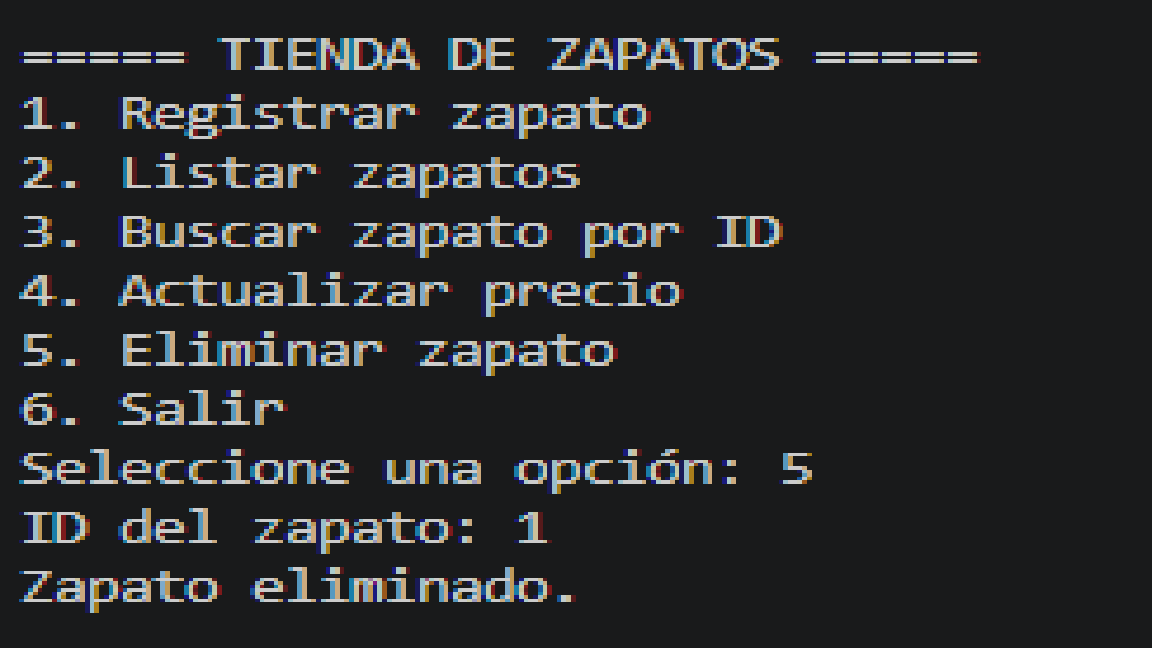 ===== TIENDA DE ZAPATOS =====
1. Registrar zapato
2. Listar zapatos
3. Buscar zapato por ID
4. Actualizar precio
5. Eliminar zapato
6. Salir
Seleccione una opción: 5
ID del zapato: 1
Zapato eliminado.